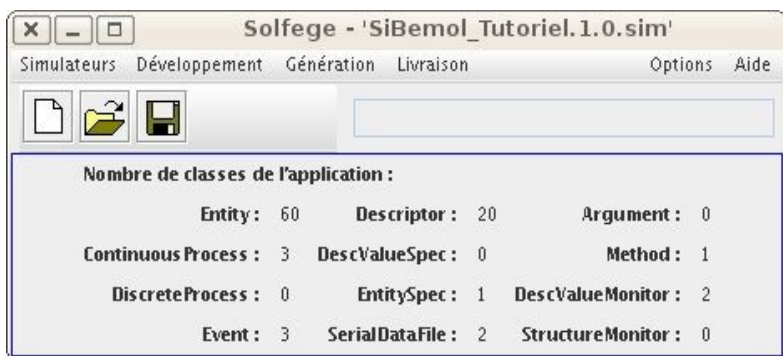 Solfege - 'SiBemol_Tutoriel.1.0.sim'
Simulateurs Développement Génération Livraison Options Aide
Nombre de classes de l'application :
Entity : 60 Descriptor : 20 Argument : 0
ContinuousProcess : 3 DescValueSpec : 0 Method : 1
DiscreteProcess : 0 EntitySpec : 1 DescValueMonitor : 2
Event : 3 SerialDataFile : 2 StructureMonitor : 0